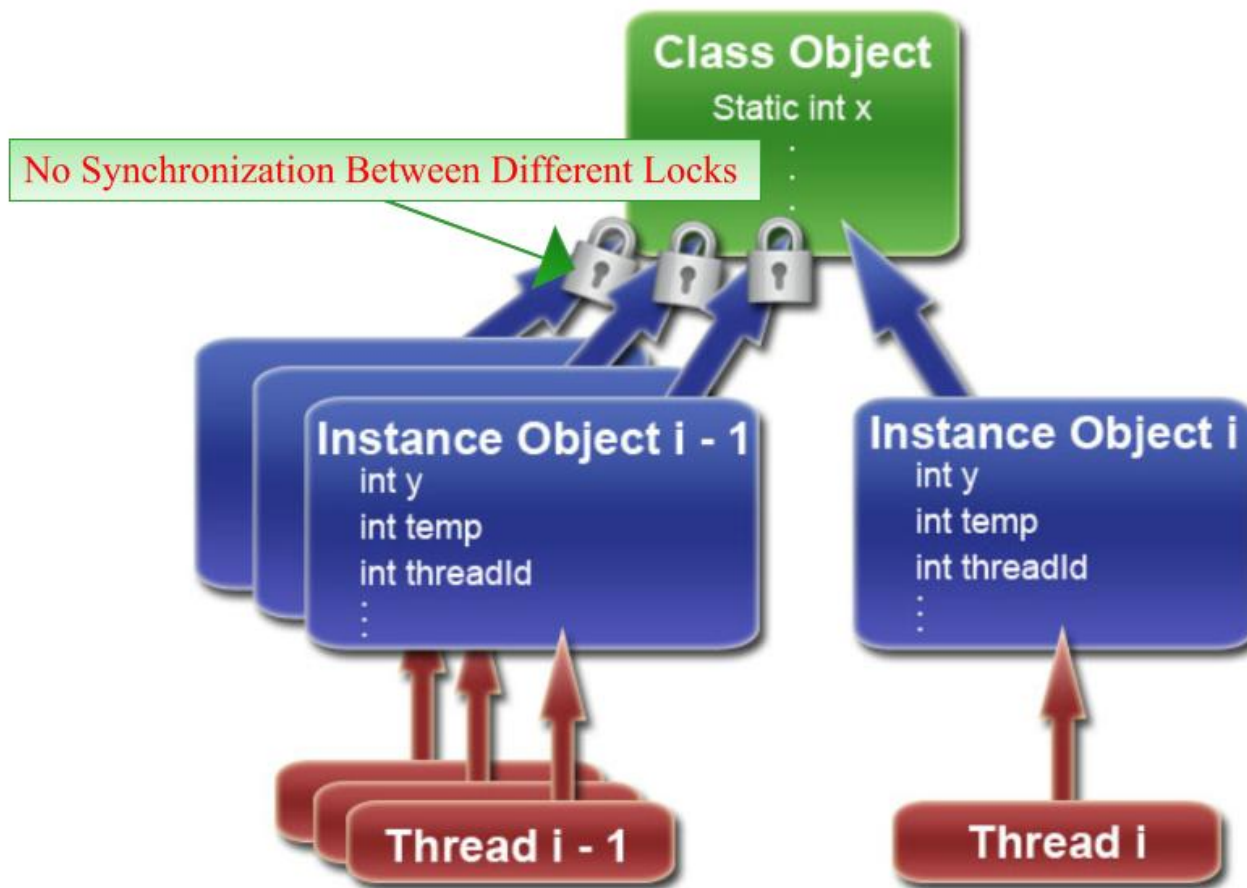 Class Object
Static int x
.
.
.
No Synchronization Between Different Locks
Instance Object i - 1
int y
int temp
int threadId
.
.
.
Instance Object i
int y
int temp
int threadId
.
.
.
Thread i - 1
Thread i